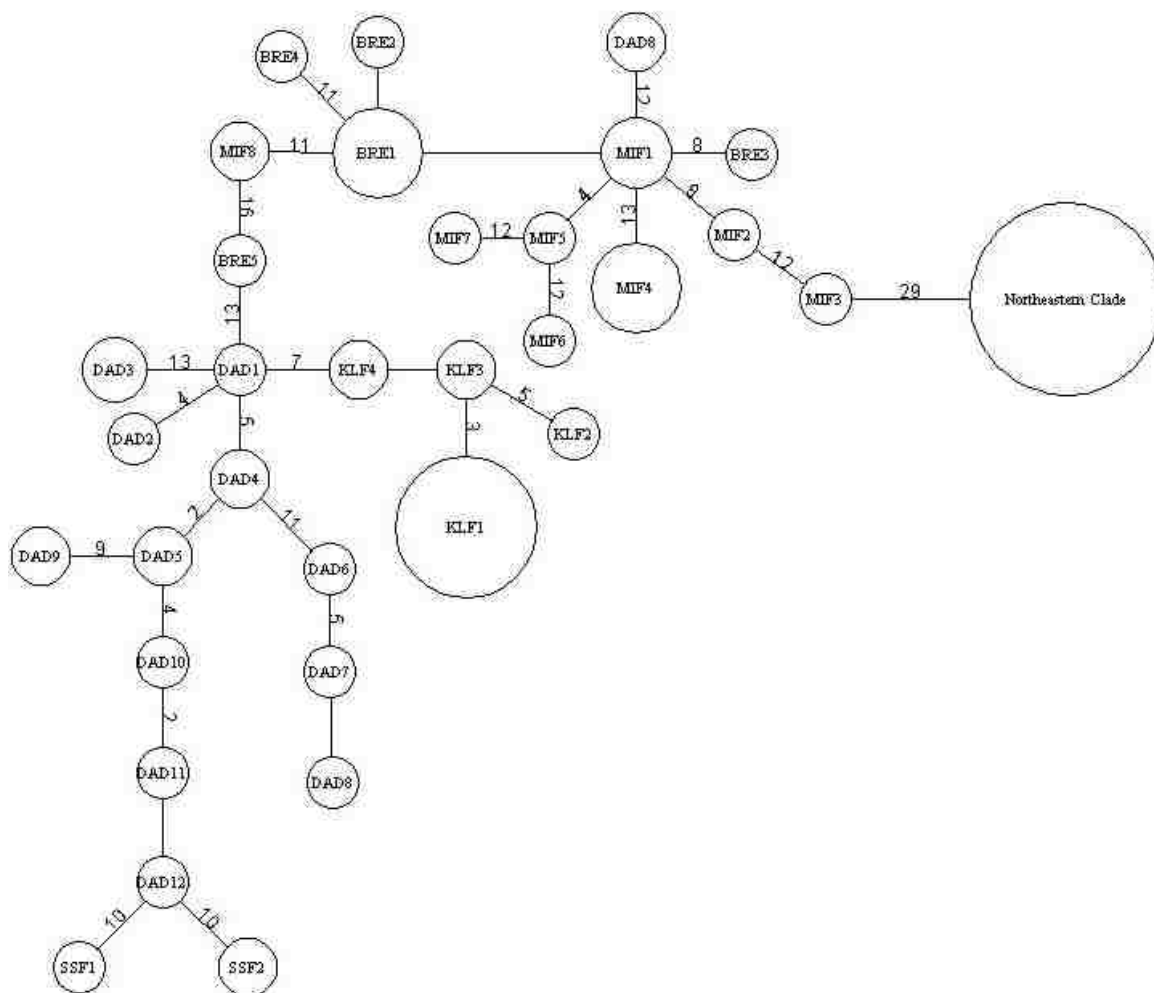 DAD8
BRE2
BRE4
11
12
MIF8
11
BRE1
MIF1
8
BRE3
4
16
13
MIF7
12
MIF5
MIF2
BRE5
12
12
MIF4
MIF3
29
Northeastern Clade
13
MIF6
DAD3
13
DAD1
7
KLF4
KLF3
4
5
5
3
DAD2
KLF2
DAD4
2
11
KLF1
DAD9
9
DAD5
DAD6
4
5
DAD10
DAD7
2
DAD11
DAD8
DAD12
10
10
SSF1
SSF2